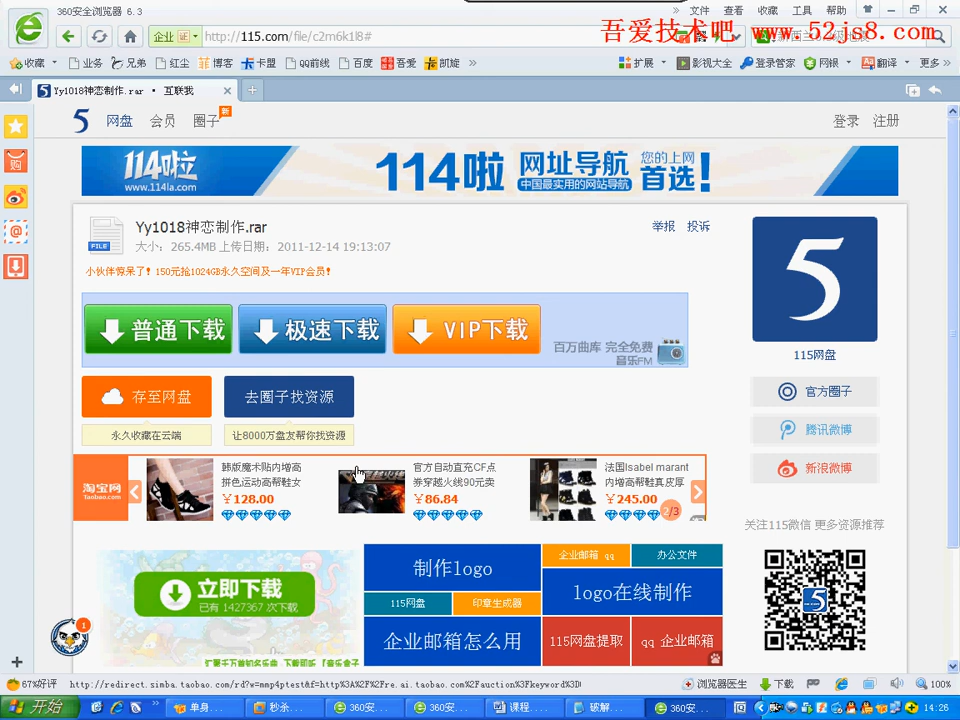 360安全浏览器 6.3
文件 查看 收藏 工具 帮助
吾爱技术吧 www.52js8.com
企业 证 http://115.com/file/c2m6k1l8#
收藏 业务 兄弟 红尘 博客 卡盟 QQ前线 百度 吾爱 凯旋 扩展 影视大全 登录管家 网银 翻译 更多
Yy1018神恋制作.rar • 互联我
网盘 会员 圈子 新 登录 注册
114啦
www.114la.com
114啦 网址导航 中国最实用的网站导航 您的上网 首选!
Yy1018神恋制作.rar 举报 投诉
FILE 大小: 265.4MB 上传日期: 2011-12-14 19:13:07
小伙伴惊呆了! 150元抢1024GB永久空间及一年VIP会员!
普通下载 极速下载 VIP下载
百万曲库 完全免费
音乐FM
115网盘
存至网盘 去圈子找资源
官方圈子
永久收藏在云端 让8000万盘友帮你找资源
腾讯微博
新浪微博
淘宝网
Taobao.com
韩版魔术贴内增高
拼色运动高帮鞋女
￥128.00
官方自动直充CF点
券穿越火线90元卖
￥86.84
法国Isabel marant
内增高帮鞋真皮厚
￥245.00
2/3
关注115微信 更多资源推荐
立即下载
已有 1427367 次下载
制作logo
企业邮箱 qq 办公文件
logo在线制作
115网盘 印章生成器
企业邮箱怎么用 115网盘提取 qq 企业邮箱
1
67%好评 http://redirect.simba.taobao.com/rd?w=mmp4ptest&f=http%3A%2F%2Fre.ai.taobao.com%2Fauction%3Fkeyword%3D 浏览器医生 下载 100%
开始 单身... 秒杀... 360安... 360安... 课程... 破解... 360安... 14:26